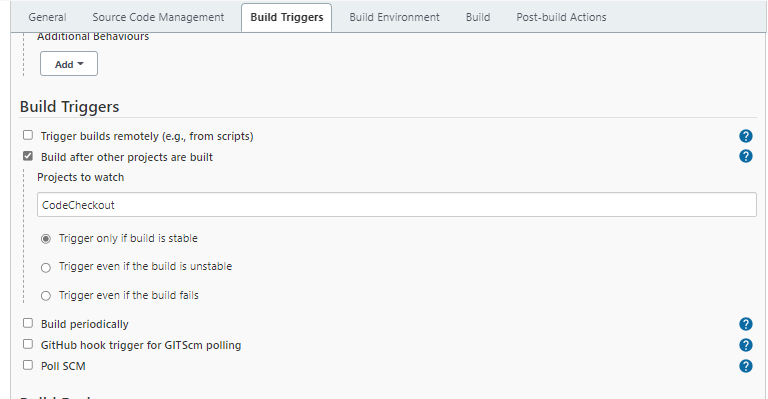 General Source Code Management Build Triggers Build Environment Build Post-build Actions
Additional Behaviours
Add
Build Triggers
Trigger builds remotely (e.g., from scripts) ?
Build after other projects are built ?
Projects to watch
CodeCheckout
Trigger only if build is stable
Trigger even if the build is unstable
Trigger even if the build fails
Build periodically ?
GitHub hook trigger for GITScm polling ?
Poll SCM ?